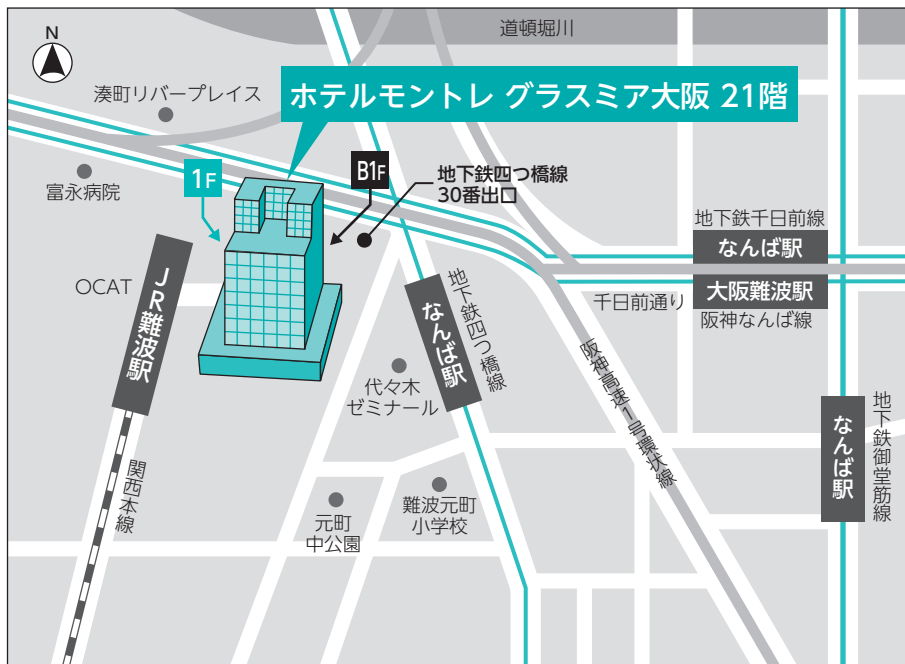 N
道頓堀川
湊町リバープレイス
ホテルモントレ グラスミア大阪 21階
1F
B1F
地下鉄四つ橋線
30番出口
富永病院
地下鉄千日前線
なんば駅
大阪難波駅
阪神なんば線
千日前通り
OCAT
JR難波駅
なんば駅
地下鉄四つ橋線
代々木
ゼミナール
阪神高速1号環状線
なんば駅
地下鉄御堂筋線
関西本線
元町
中公園
難波元町
小学校